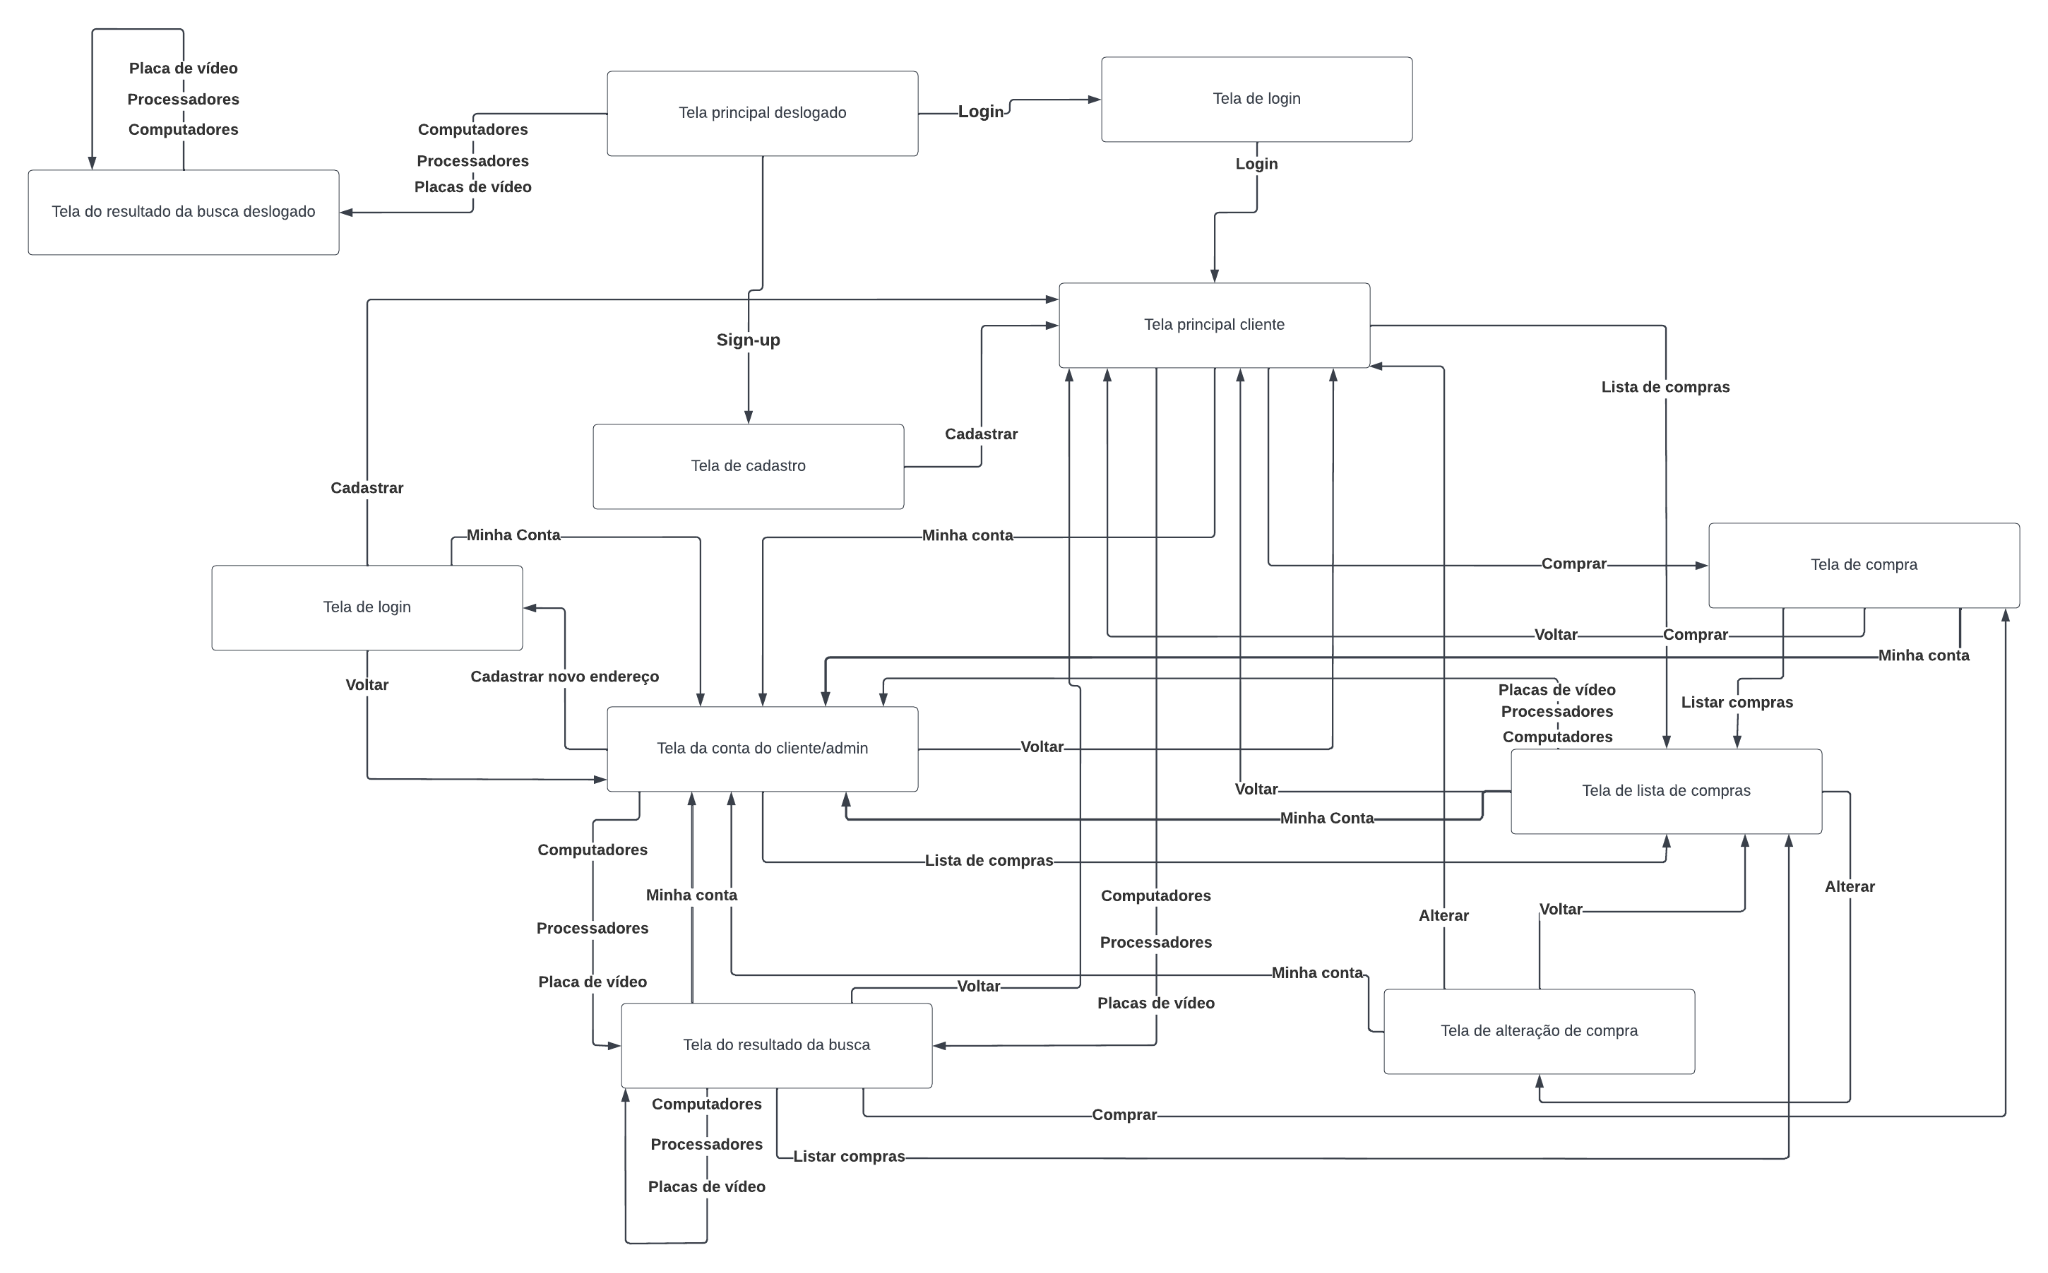 Placa de vídeo
Processadores
Computadores
Tela do resultado da busca deslogado
Computadores
Processadores
Placas de vídeo
Tela principal deslogado
Login
Tela de login
Login
Sign-up
Tela principal cliente
Lista de compras
Cadastrar
Tela de cadastro
Cadastrar
Minha Conta
Minha conta
Comprar
Tela de compra
Tela de login
Voltar
Comprar
Minha conta
Cadastrar novo endereço
Voltar
Placas de vídeo
Processadores
Computadores
Listar compras
Tela da conta do cliente/admin
Voltar
Voltar
Tela de lista de compras
Minha Conta
Computadores
Lista de compras
Minha conta
Computadores
Alterar
Voltar
Alterar
Processadores
Processadores
Placa de vídeo
Minha conta
Voltar
Placas de vídeo
Tela de alteração de compra
Tela do resultado da busca
Computadores
Comprar
Processadores
Listar compras
Placas de vídeo